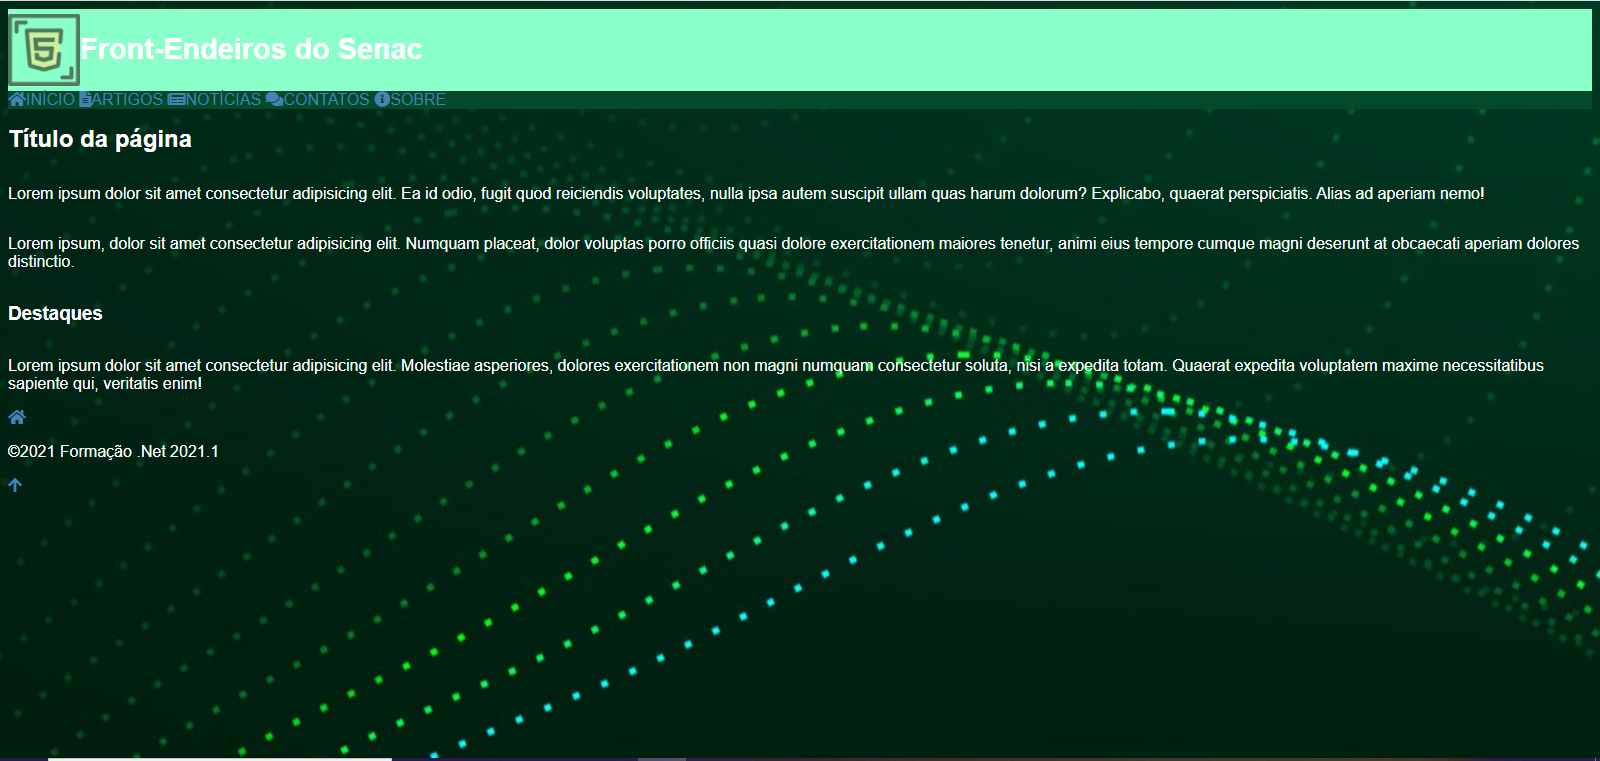 5
Front-Endeiros do Senac
INÍCIO ARTIGOS NOTÍCIAS CONTATOS SOBRE
Título da página
Lorem ipsum dolor sit amet consectetur adipisicing elit. Ea id odio, fugit quod reiciendis voluptates, nulla ipsa autem suscipit ullam quas harum dolorum? Explicabo, quaerat perspiciatis. Alias ad aperiam nemo!
Lorem ipsum, dolor sit amet consectetur adipisicing elit. Numquam placeat, dolor voluptas porro officiis quasi dolore exercitationem maiores tenetur, animi eius tempore cumque magni deserunt at obcaecati aperiam dolores
distinctio.
Destaques
Lorem ipsum dolor sit amet consectetur adipisicing elit. Molestiae asperiores, dolores exercitationem non magni numquam consectetur soluta, nisi a expedita totam. Quaerat expedita voluptatem maxime necessitatibus
sapiente qui, veritatis enim!
©2021 Formação .Net 2021.1